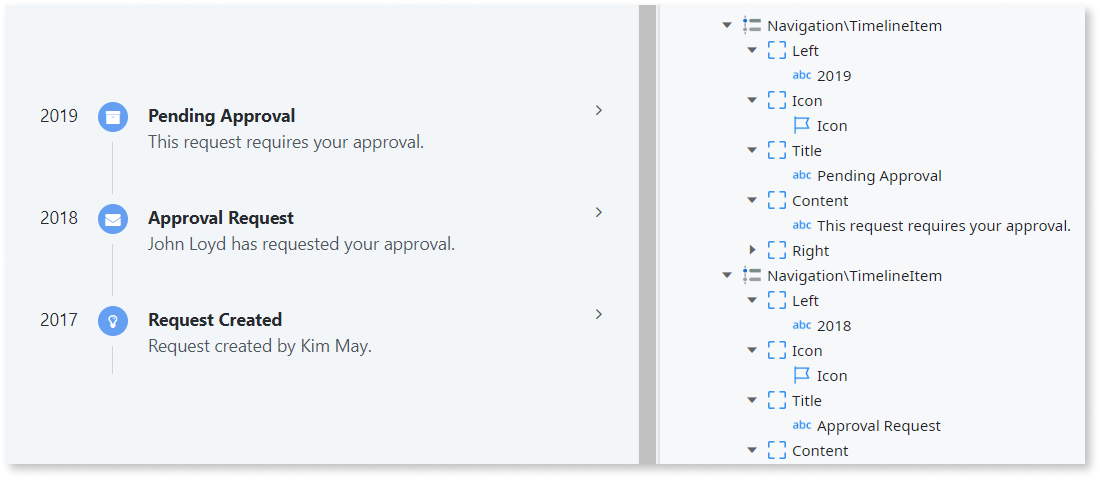 2019
Pending Approval
This request requires your approval.
2018
Approval Request
John Loyd has requested your approval.
2017
Request Created
Request created by Kim May.
Navigation\TimelineItem
Left
abc 2019
Icon
Icon
Title
abc Pending Approval
Content
abc This request requires your approval.
Right
Navigation\TimelineItem
Left
abc 2018
Icon
Icon
Title
abc Approval Request
Content